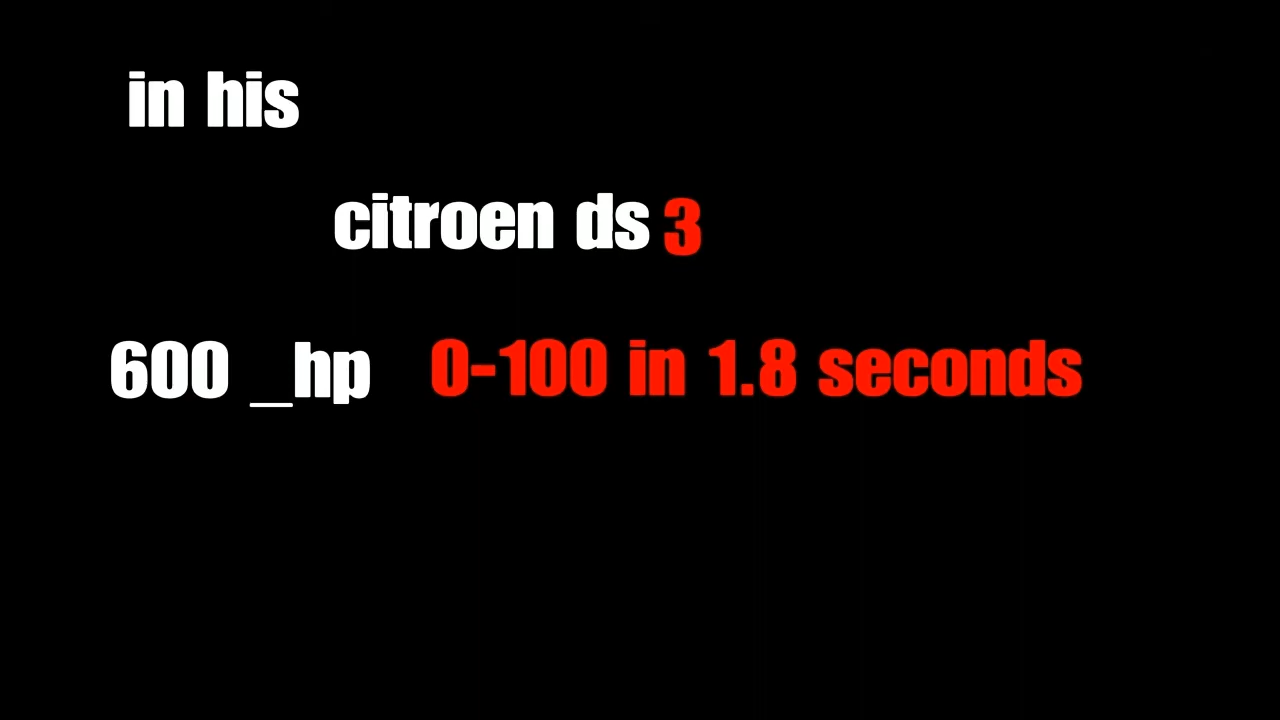 in his
citroen ds 3
600 _hp 0-100 in 1.8 seconds